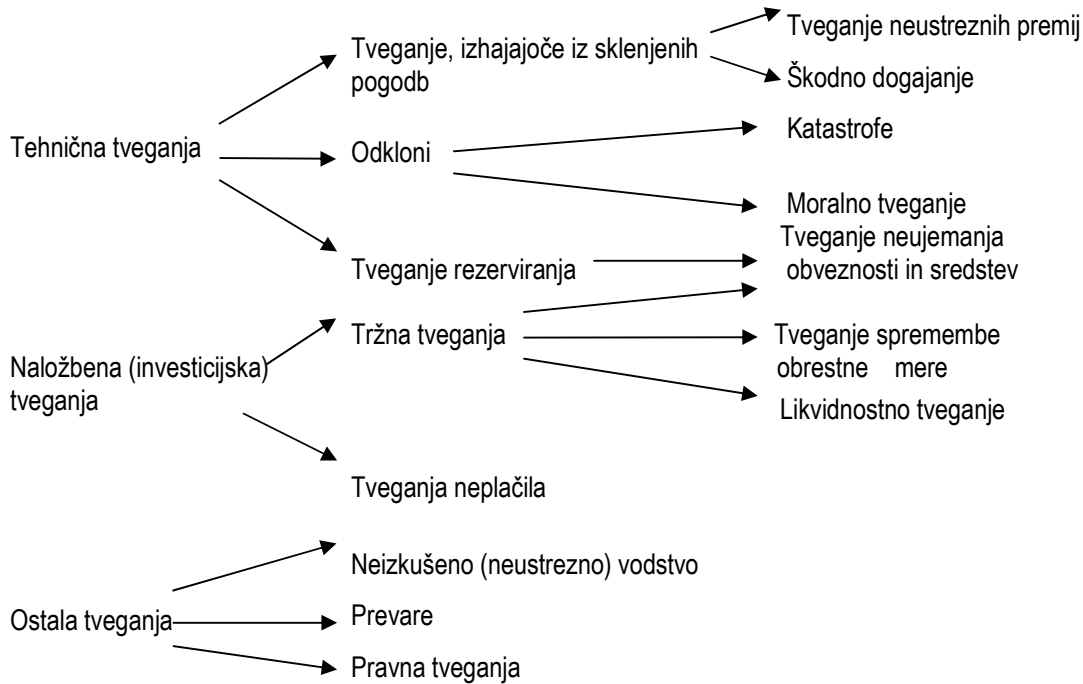 Tveganje neustreznih premij
Tveganje, izhajajoče iz sklenjenih
pogodb
Škodno dogajanje
Katastrofe
Tehnična tveganja
Odkloni
Moralno tveganje
Tveganje neujemanja
obveznosti in sredstev
Tveganje rezerviranja
Tržna tveganja
Tveganje spremembe
obrestne mere
Naložbena (investicijska)
tveganja
Likvidnostno tveganje
Tveganja neplačila
Neizkušeno (neustrezno) vodstvo
Ostala tveganja
Prevare
Pravna tveganja